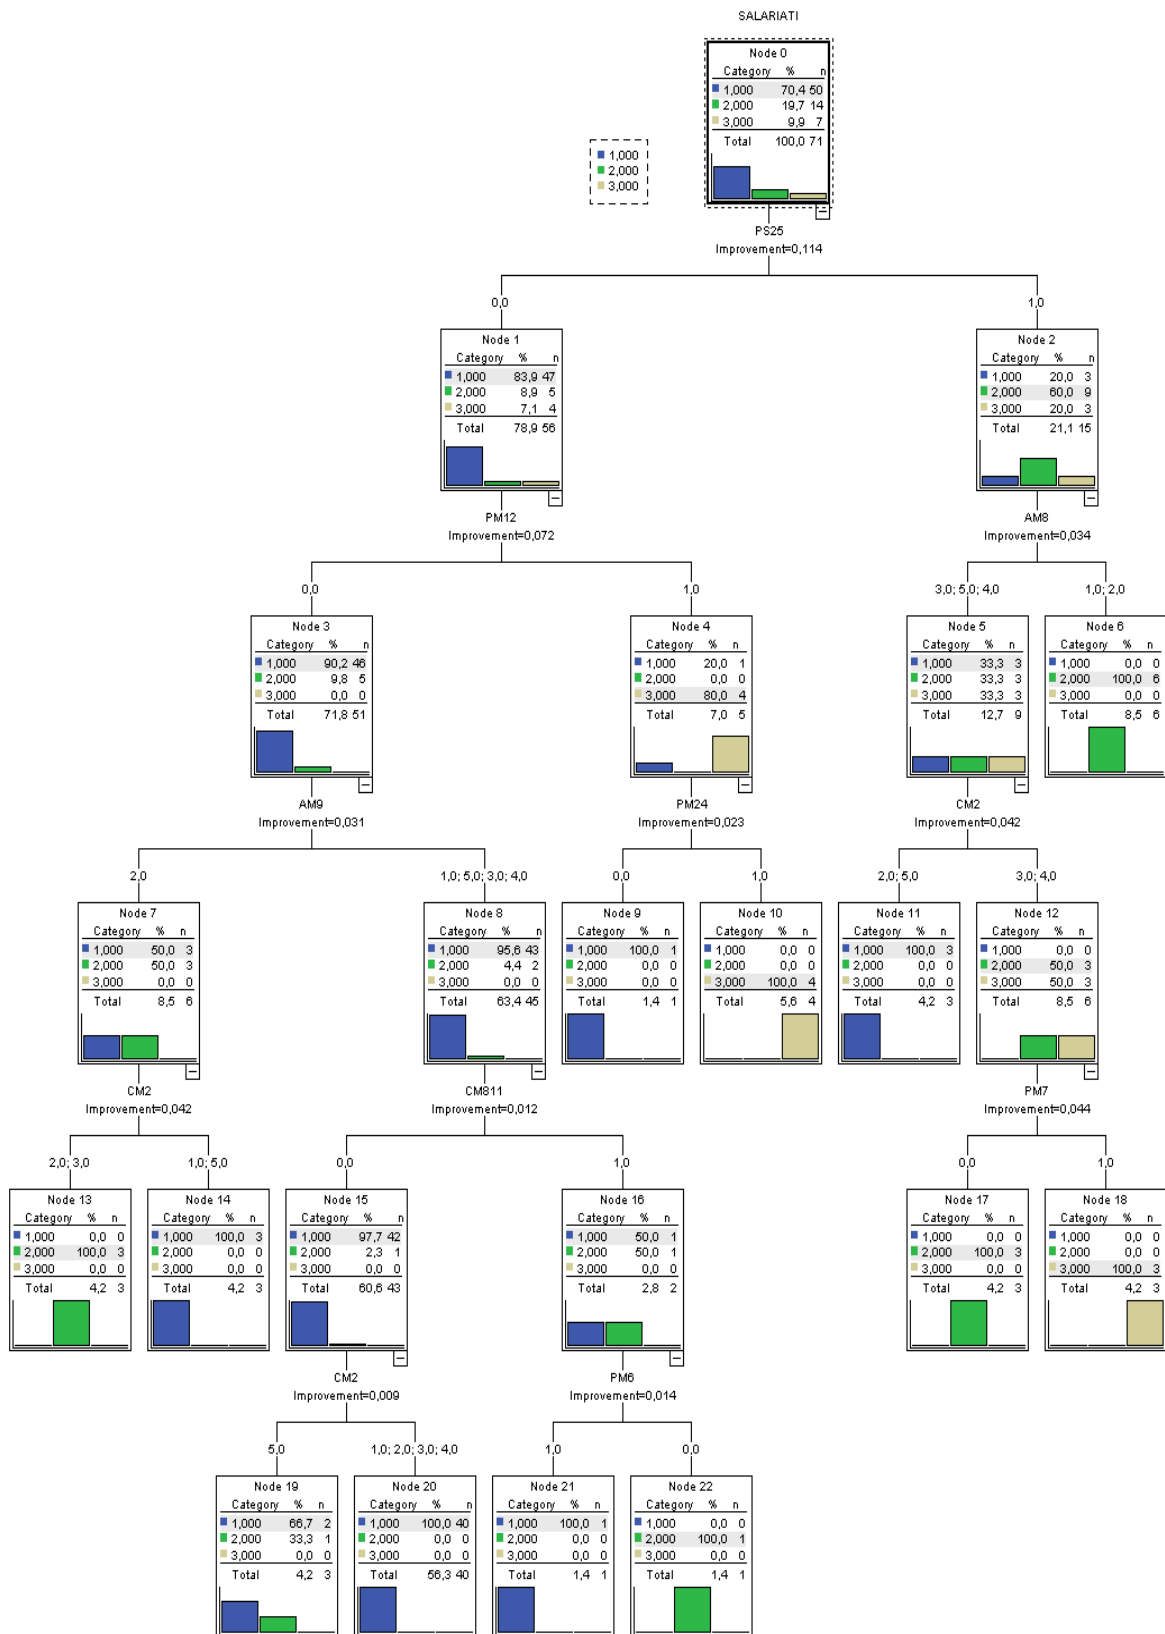 SALARIATI
Node 0
Category % n
1,000 70,4 50
2,000 19,7 14
3,000 9,9 7
Total 100,0 71
1,000
2,000
3,000
PS25
Improvement=0,114
0,0
1,0
Node 1
Category % n
1,000 83,9 47
2,000 8,9 5
3,000 7,1 4
Total 78,9 56
Node 2
Category % n
1,000 20,0 3
2,000 60,0 9
3,000 20,0 3
Total 21,1 15
PM12
Improvement=0,072
AM8
Improvement=0,034
0,0
1,0
3,0; 5,0; 4,0
1,0; 2,0
Node 3
Category % n
1,000 90,2 46
2,000 9,8 5
3,000 0,0 0
Total 71,8 51
Node 4
Category % n
1,000 20,0 1
2,000 0,0 0
3,000 80,0 4
Total 7,0 5
Node 5
Category % n
1,000 33,3 3
2,000 33,3 3
3,000 33,3 3
Total 12,7 9
Node 6
Category % n
1,000 0,0 0
2,000 100,0 6
3,000 0,0 0
Total 8,5 6
AM9
Improvement=0,031
PM24
Improvement=0,023
CM2
Improvement=0,042
2,0
1,0; 5,0; 3,0; 4,0
0,0
1,0
2,0; 5,0
3,0; 4,0
Node 7
Category % n
1,000 50,0 3
2,000 50,0 3
3,000 0,0 0
Total 8,5 6
Node 8
Category % n
1,000 95,6 43
2,000 4,4 2
3,000 0,0 0
Total 63,4 45
Node 9
Category % n
1,000 100,0 1
2,000 0,0 0
3,000 0,0 0
Total 1,4 1
Node 10
Category % n
1,000 0,0 0
2,000 0,0 0
3,000 100,0 4
Total 5,6 4
Node 11
Category % n
1,000 100,0 3
2,000 0,0 0
3,000 0,0 0
Total 4,2 3
Node 12
Category % n
1,000 0,0 0
2,000 50,0 3
3,000 50,0 3
Total 8,5 6
CM2
Improvement=0,042
CM811
Improvement=0,012
PM7
Improvement=0,044
2,0; 3,0
1,0; 5,0
0,0
1,0
0,0
1,0
Node 13
Category % n
1,000 0,0 0
2,000 100,0 3
3,000 0,0 0
Total 4,2 3
Node 14
Category % n
1,000 100,0 3
2,000 0,0 0
3,000 0,0 0
Total 4,2 3
Node 15
Category % n
1,000 97,7 42
2,000 2,3 1
3,000 0,0 0
Total 60,6 43
Node 16
Category % n
1,000 50,0 1
2,000 50,0 1
3,000 0,0 0
Total 2,8 2
Node 17
Category % n
1,000 0,0 0
2,000 100,0 3
3,000 0,0 0
Total 4,2 3
Node 18
Category % n
1,000 0,0 0
2,000 0,0 0
3,000 100,0 3
Total 4,2 3
CM2
Improvement=0,009
PM6
Improvement=0,014
5,0
1,0; 2,0; 3,0; 4,0
1,0
0,0
Node 19
Category % n
1,000 66,7 2
2,000 33,3 1
3,000 0,0 0
Total 4,2 3
Node 20
Category % n
1,000 100,0 40
2,000 0,0 0
3,000 0,0 0
Total 56,3 40
Node 21
Category % n
1,000 100,0 1
2,000 0,0 0
3,000 0,0 0
Total 1,4 1
Node 22
Category % n
1,000 0,0 0
2,000 100,0 1
3,000 0,0 0
Total 1,4 1